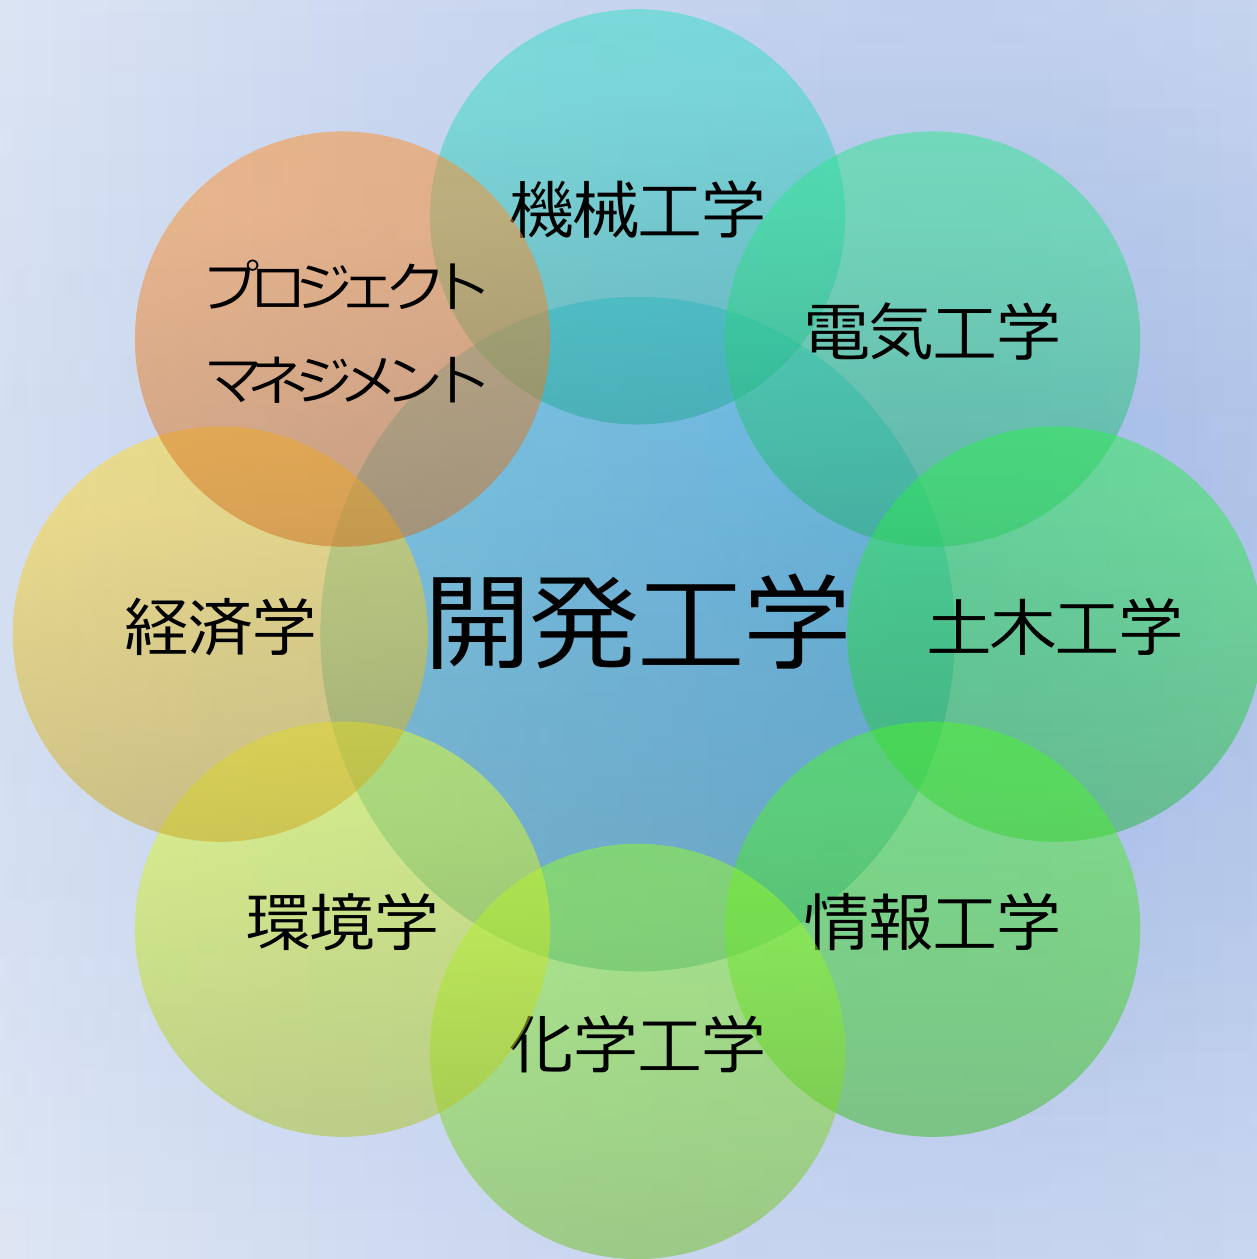 機械工学
電気工学
プロジェクト
マネジメント
開発工学
経済学
土木工学
環境学
情報工学
化学工学